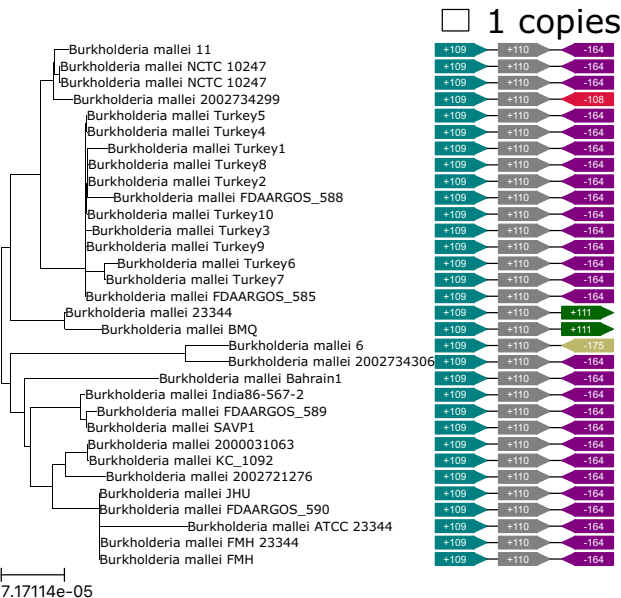 1 copies
Burkholderia mallei 11 +109 +110 -164
Burkholderia mallei NCTC 10247 +109 +110 -164
Burkholderia mallei NCTC 10247 +109 +110 -164
Burkholderia mallei 2002734299 +109 +110 -108
Burkholderia mallei Turkey5 +109 +110 -164
Burkholderia mallei Turkey4 +109 +110 -164
Burkholderia mallei Turkey1 +109 +110 -164
Burkholderia mallei Turkey8 +109 +110 -164
Burkholderia mallei Turkey2 +109 +110 -164
Burkholderia mallei FDAARGOS_588 +109 +110 -164
Burkholderia mallei Turkey10 +109 +110 -164
Burkholderia mallei Turkey3 +109 +110 -164
Burkholderia mallei Turkey9 +109 +110 -164
Burkholderia mallei Turkey6 +109 +110 -164
Burkholderia mallei Turkey7 +109 +110 -164
Burkholderia mallei FDAARGOS_585 +109 +110 -164
Burkholderia mallei 23344 +109 +110 +111
Burkholderia mallei BMQ +109 +110 +111
Burkholderia mallei 6 +109 +110 -175
Burkholderia mallei 2002734306 +109 +110 -164
Burkholderia mallei Bahrain1 +109 +110 -164
Burkholderia mallei India86-567-2 +109 +110 -164
Burkholderia mallei FDAARGOS_589 +109 +110 -164
Burkholderia mallei SAVP1 +109 +110 -164
Burkholderia mallei 2000031063 +109 +110 -164
Burkholderia mallei KC_1092 +109 +110 -164
Burkholderia mallei 2002721276 +109 +110 -164
Burkholderia mallei JHU +109 +110 -164
Burkholderia mallei FDAARGOS_590 +109 +110 -164
Burkholderia mallei ATCC 23344 +109 +110 -164
Burkholderia mallei FMH 23344 +109 +110 -164
Burkholderia mallei FMH +109 +110 -164
7.17114e-05